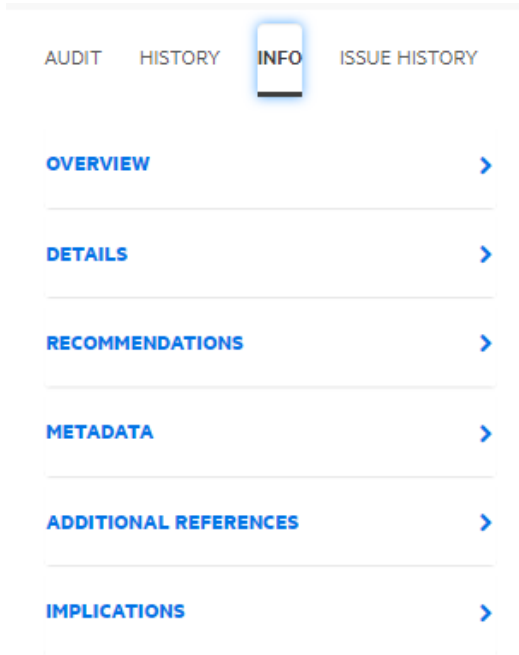 AUDIT HISTORY INFO ISSUE HISTORY
OVERVIEW
DETAILS
RECOMMENDATIONS
METADATA
ADDITIONAL REFERENCES
IMPLICATIONS